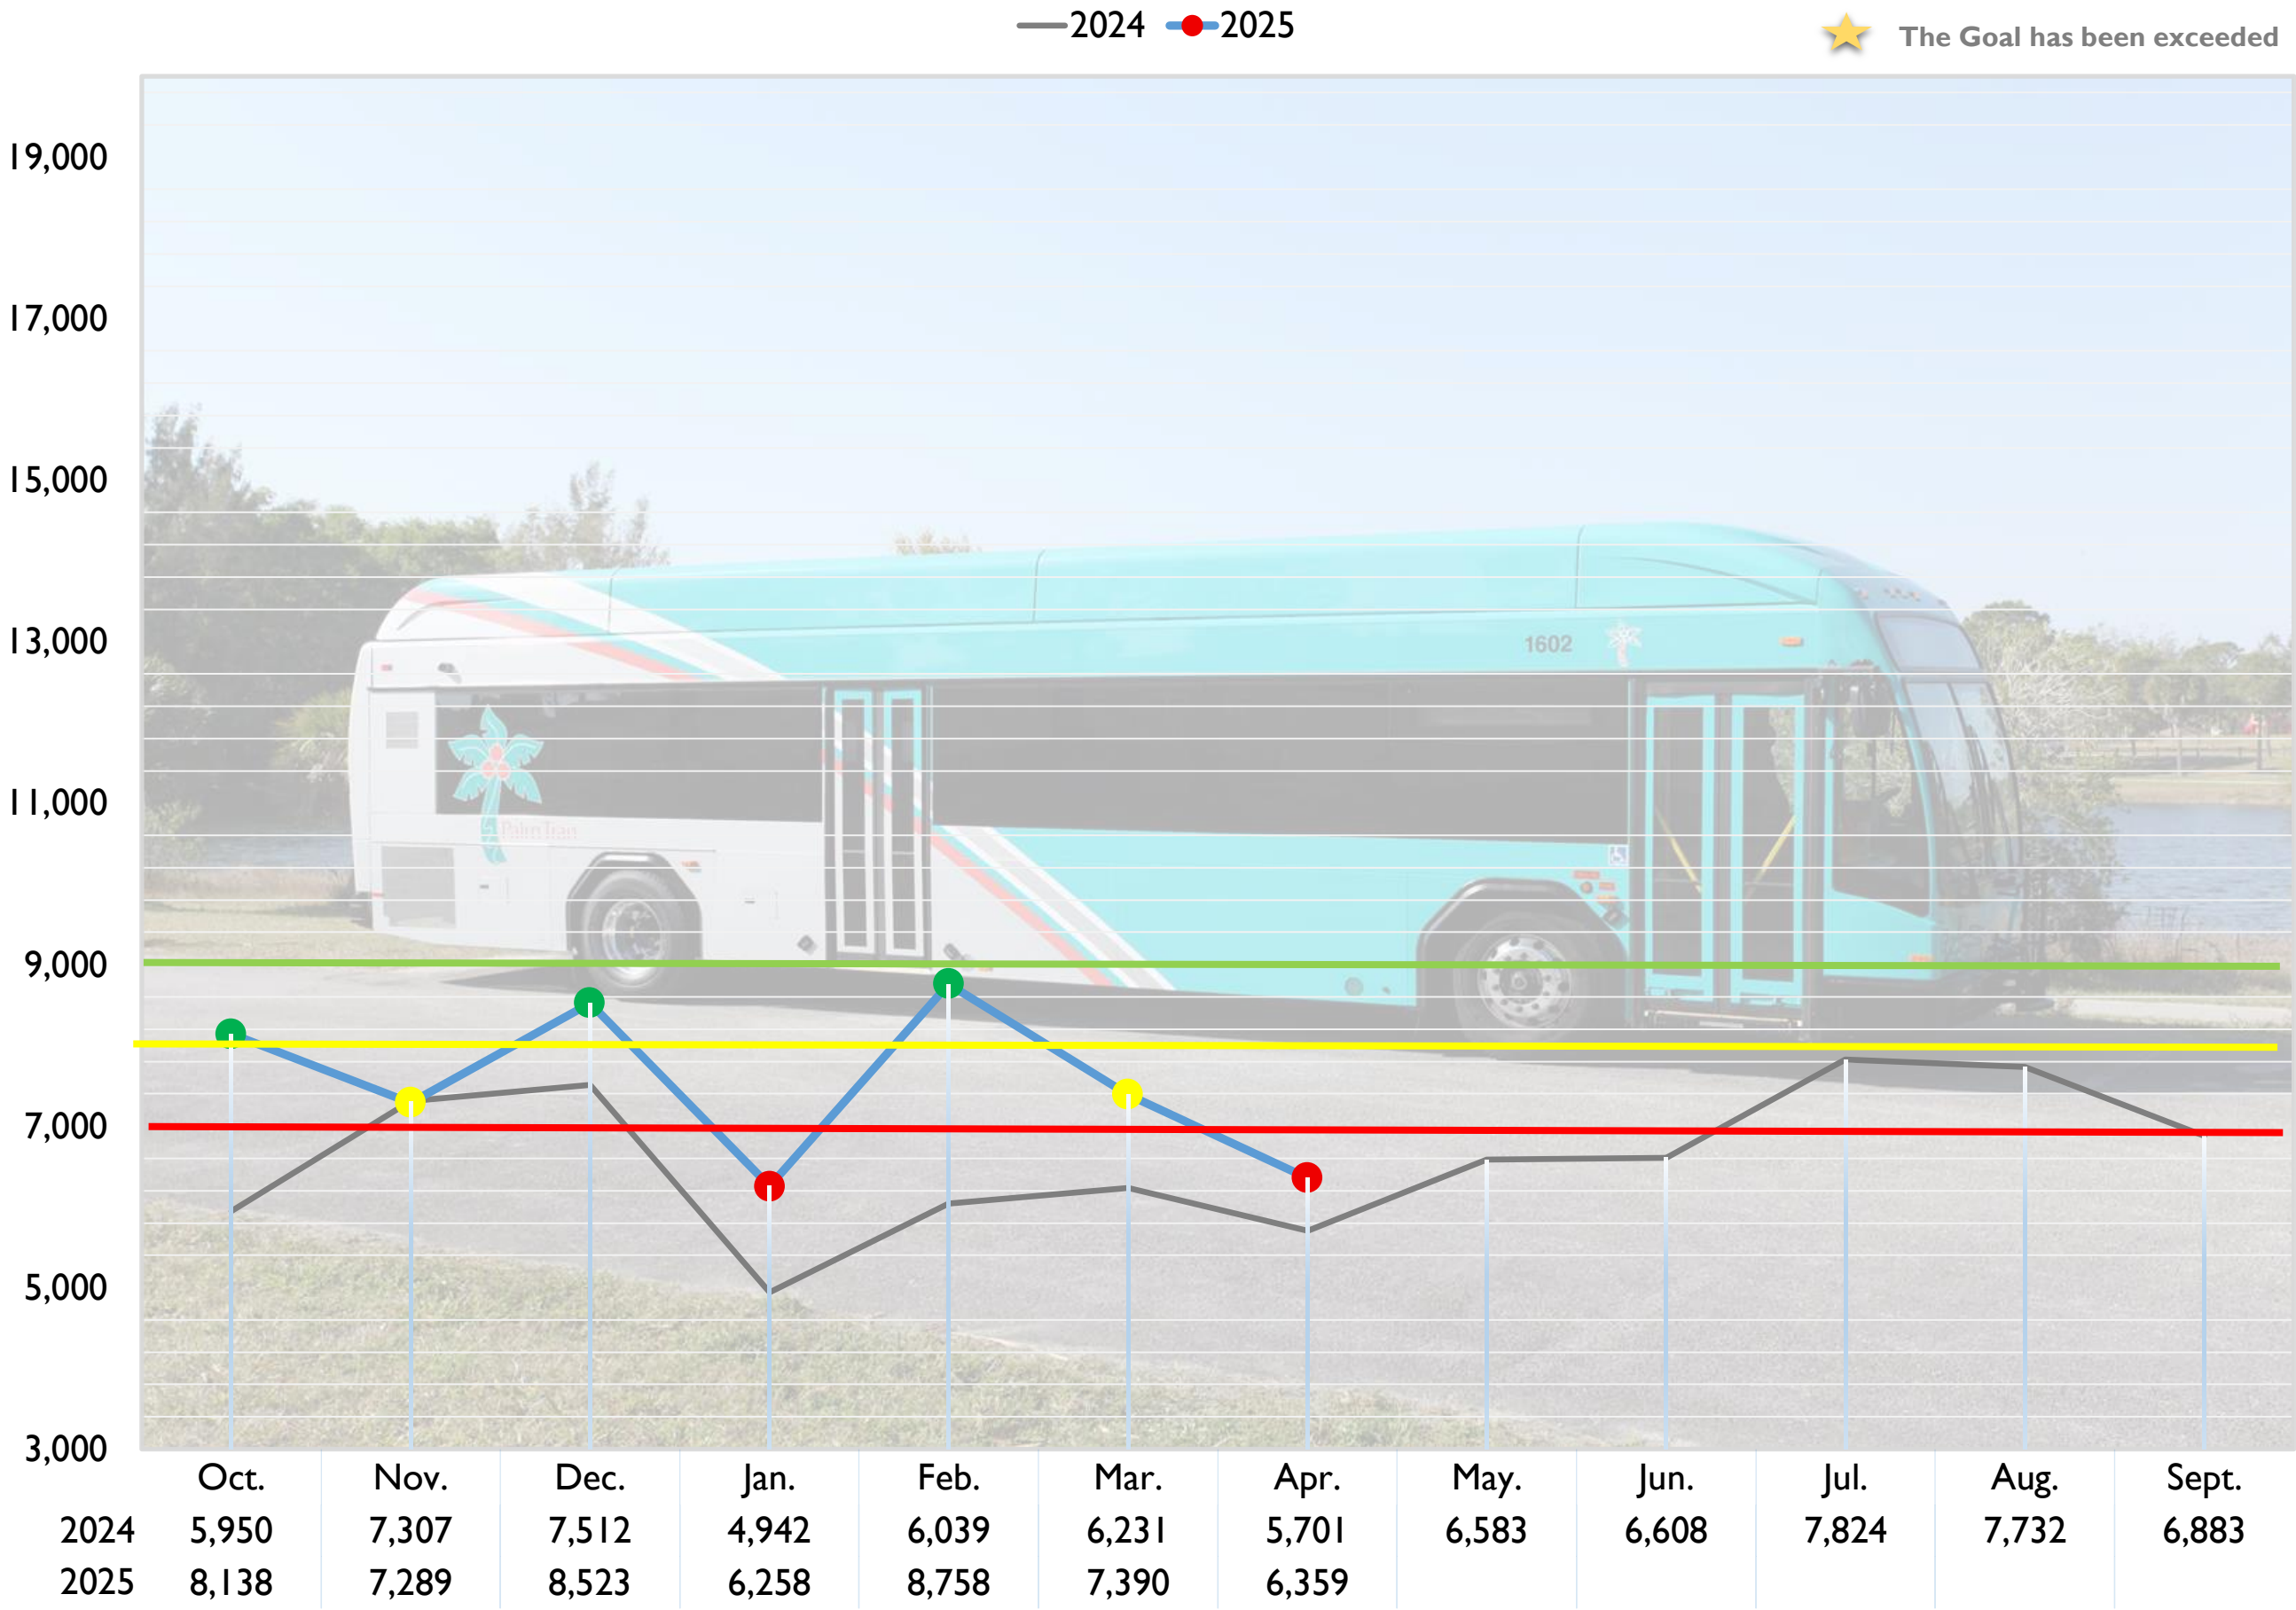 2024 2025
The Goal has been exceeded
19,000
17,000
15,000
13,000
1602
11,000
Palm Tran
9,000
7,000
5,000
3,000
Oct. Nov. Dec. Jan. Feb. Mar. Apr. May. Jun. Jul. Aug. Sept.
2024 5,950 7,307 7,512 4,942 6,039 6,231 5,701 6,583 6,608 7,824 7,732 6,883
2025 8,138 7,289 8,523 6,258 8,758 7,390 6,359